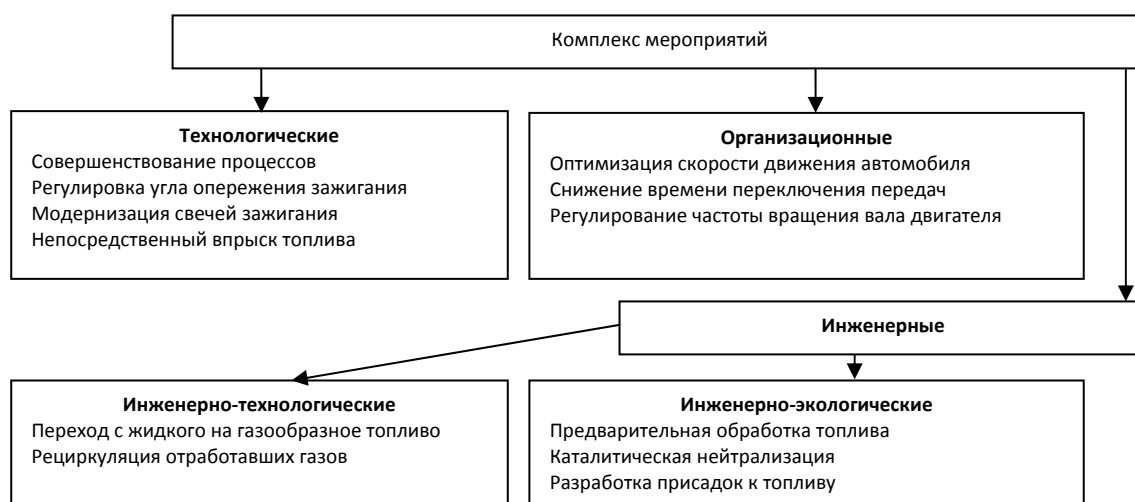 Комплекс мероприятий
Технологические
Совершенствование процессов
Регулировка угла опережения зажигания
Модернизация свечей зажигания
Непосредственный впрыск топлива
Организационные
Оптимизация скорости движения автомобиля
Снижение времени переключения передач
Регулирование частоты вращения вала двигателя
Инженерные
Инженерно-технологические
Переход с жидкого на газообразное топливо
Рециркуляция отработавших газов
Инженерно-экологические
Предварительная обработка топлива
Каталитическая нейтрализация
Разработка присадок к топливу